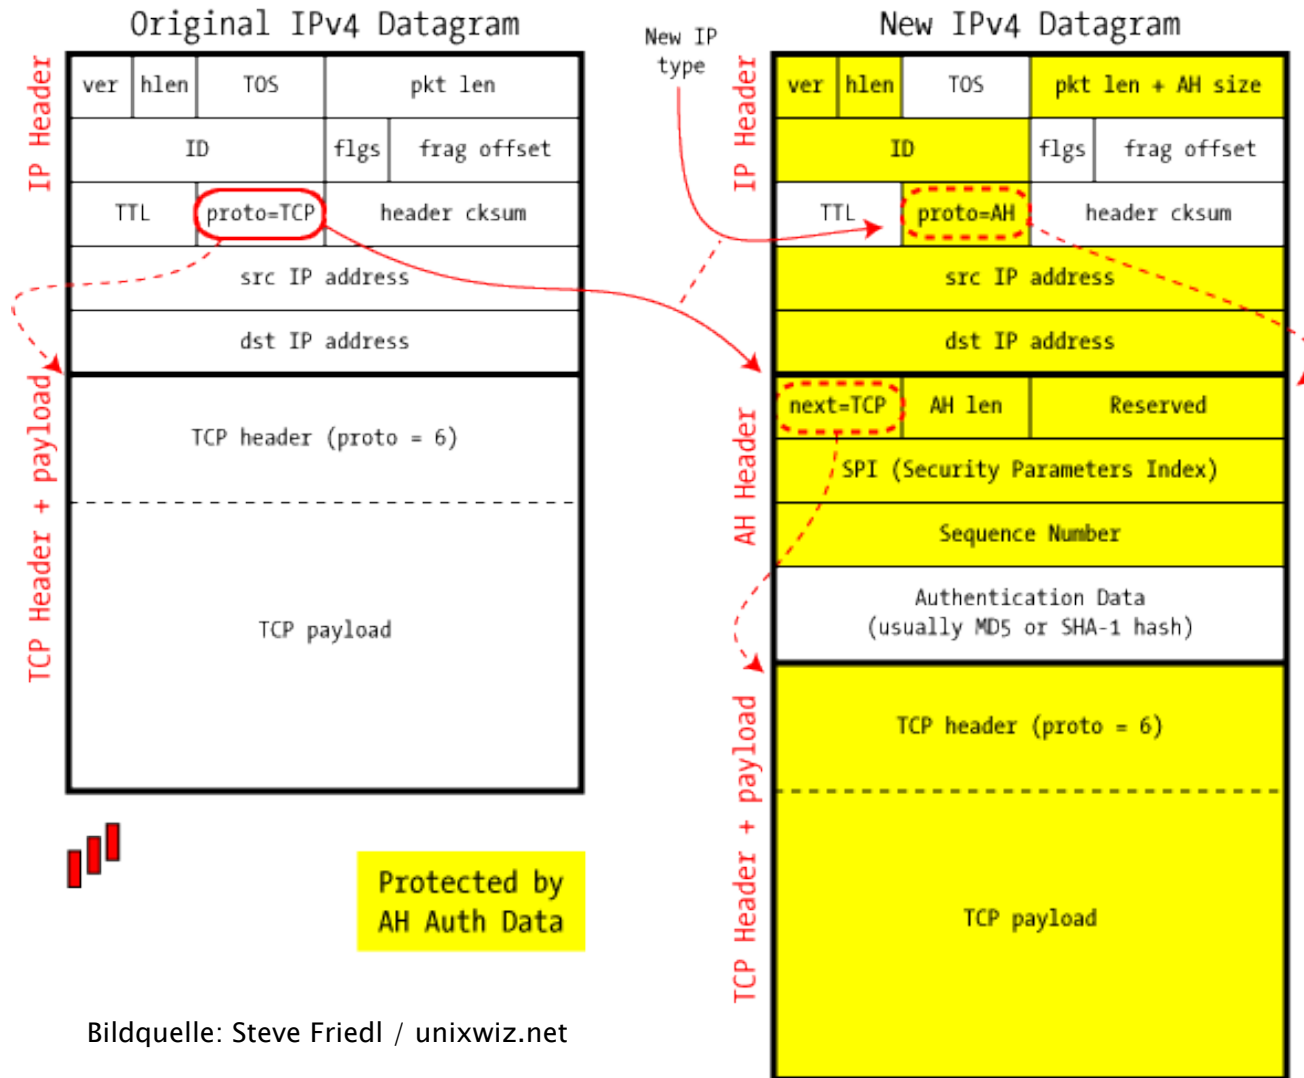 Original IPv4 Datagram
IP Header
ver hlen TOS pkt len
ID flgs frag offset
TTL proto=TCP header cksum
src IP address
dst IP address
TCP Header + payload
TCP header (proto = 6)
TCP payload
New IP
type
New IPv4 Datagram
IP Header
ver hlen TOS pkt len + AH size
ID flgs frag offset
TTL proto=AH header cksum
src IP address
dst IP address
AH Header
next=TCP AH len Reserved
SPI (Security Parameters Index)
Sequence Number
Authentication Data
(usually MD5 or SHA-1 hash)
TCP Header + payload
TCP header (proto = 6)
TCP payload
Protected by
AH Auth Data
Bildquelle: Steve Friedl / unixwiz.net